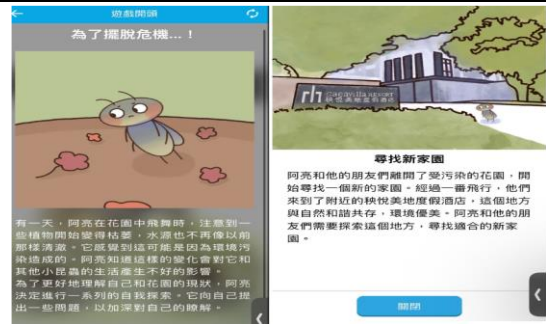 遊戲開頭
為了擺脫危機...！
有一天，阿亮在花園中飛舞時，注意到一
些植物開始變得枯萎，水源也不再像以前
那樣清澈。它感覺到這可能是因為環境污
染造成的。阿亮知道這樣的變化會對它和
其他小昆蟲的生活產生不好的影響。
為了更好地理解自己和花園的現狀，阿亮
決定進行一系列的自我探索。它向自己提
出一些問題，以加深對自己的瞭解。
rh
尋找新家園
阿亮和他的朋友們離開了受污染的花園，開
始尋找一個新的家園。經過一番飛行，他們
來到了附近的秧悅美地度假酒店，這個地方
與自然和諧共存，環境優美。阿亮和他的朋
友們需要探索這個地方，尋找適合的新家
園。
關閉